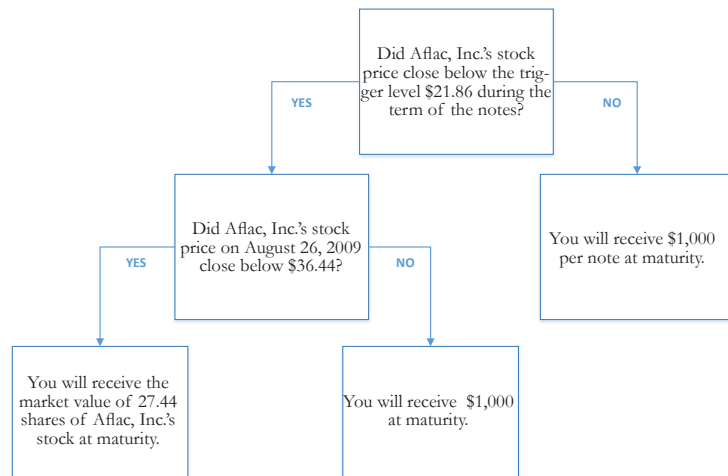 Did Aflac, Inc.'s stock
price close below the trig-
ger level $21.86 during the
term of the notes?
YES
NO
Did Aflac, Inc.'s stock
price on August 26, 2009
close below $36.44?
You will receive $1,000
per note at maturity.
YES
NO
You will receive the
market value of 27.44
shares of Aflac, Inc.'s
stock at maturity.
You will receive $1,000
at maturity.